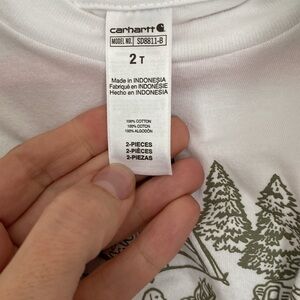 carhartt
MODEL NO. SD8811-B
2 T
Made in INDONESIA
Fabriqué en INDONÉSIE
Hecho en INDONESIA
100% COTTON
100% COTON
100% ALGODÓN
2-PIECES
2-PIÈCES
2-PIEZAS